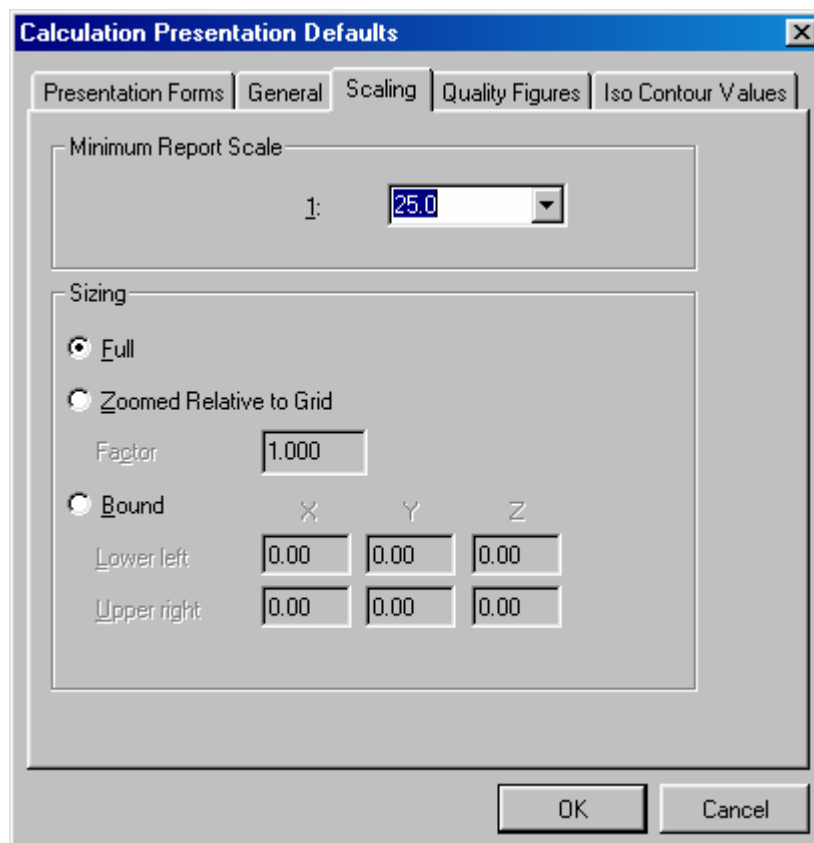 Calculation Presentation Defaults
Presentation Forms General Scaling Quality Figures Iso Contour Values
Minimum Report Scale
1: 25.0
Sizing
Full
Zoomed Relative to Grid
Factor 1.000
Bound X Y Z
Lower left 0.00 0.00 0.00
Upper right 0.00 0.00 0.00
OK Cancel